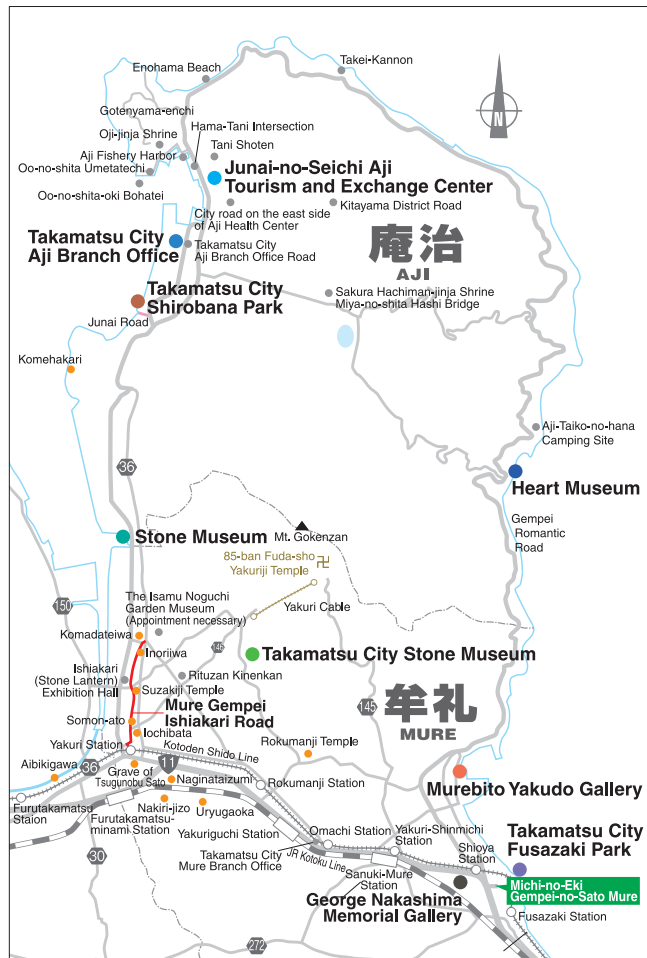 Enohama Beach
Takei-Kannon
Gotenyama-enchi
N
Hama-Tani Intersection
Oji-jinja Shrine
Aji Fishery Harbor
Tani Shoten
Oo-no-shita Umetatechi
Junai-no-Seichi Aji
Tourism and Exchange Center
Oo-no-shita-oki Bohatei
City road on the east side
of Aji Health Center
Kitayama District Road
Takamatsu City
Aji Branch Office
Takamatsu City
Aji Branch Office Road
庵治
AJI
Takamatsu City
Shirobana Park
Sakura Hachiman-jinja Shrine
Miya-no-shita Hashi Bridge
Junai Road
Komehakari
Aji-Taiko-no-hana
Camping Site
36
Heart Museum
Gempei
Romantic
Road
Stone Museum
Mt. Gokenzan
85-ban Fuda-sho
Yakuriji Temple
卍
150
The Isamu Noguchi
Garden Museum
(Appointment necessary)
Yakuri Cable
Komadateiwa
146
Inoriiwa
Takamatsu City Stone Museum
Ishiakari
(Stone Lantern)
Exhibition Hall
Rituzan Kinenkan
Suzakiji Temple
145
牟礼
MURE
Mure Gempei
Ishiakari Road
Somon-ato
Iochibata
Yakuri Station
Kotoden Shido Line
Rokumanji Temple
36
11
Aibikigawa
Grave of
Tsugunobu Sato
Naginataizumi
Rokumanji Station
Murebito Yakudo Gallery
Furutakamatsu
Staion
Nakiri-jizo
Uryugaoka
Furutakamatsu-
minami Station
Yakuriguchi Station
Omachi Station
Yakuri-Shinmichi
Station
Takamatsu City
Fusazaki Park
30
Takamatsu City
Mure Branch Office
JR Kotoku Line
Shioya
Station
Sanuki-Mure
Station
Michi-no-Eki
Gempei-no-Sato Mure
George Nakashima
Memorial Gallery
Fusazaki Station
272